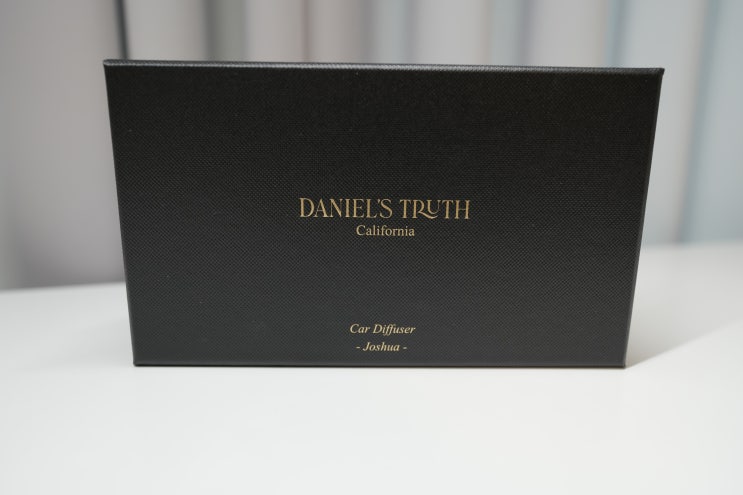 DANIEL'S TRUTH
California
Car Diffuser
- Joshua -